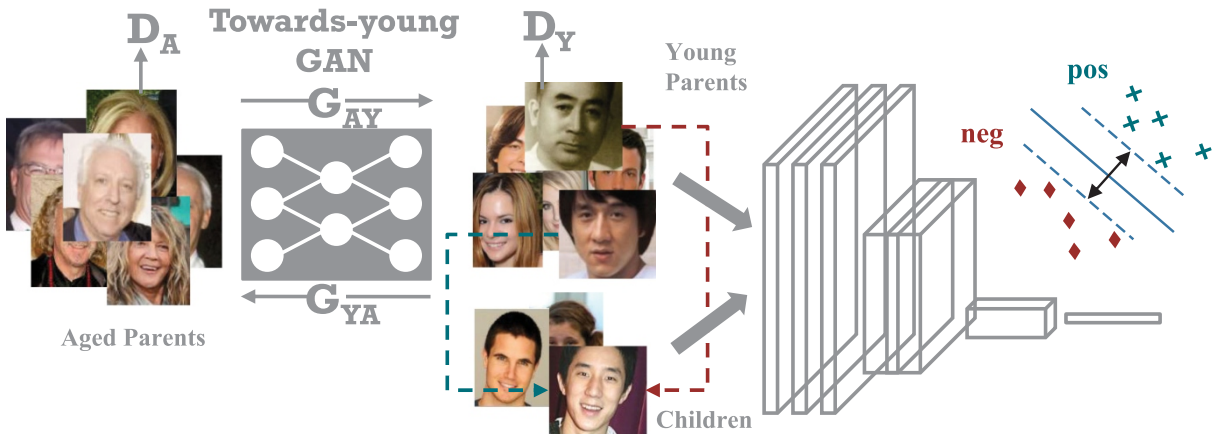 D_A
Towards-young
GAN
G_AY
D_Y
Young
Parents
pos
neg
G_YA
Aged Parents
Children